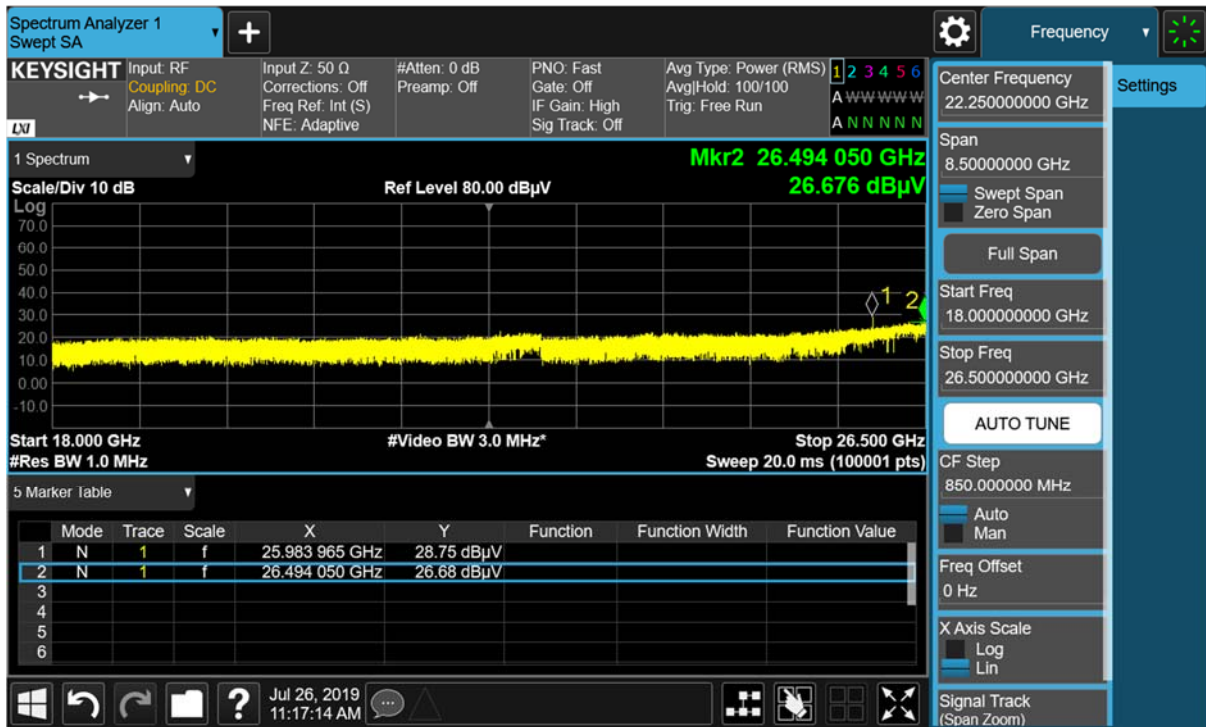 Spectrum Analyzer 1
Swept SA
Frequency
KEYSIGHT
LXI
Input: RF
Coupling: DC
Align: Auto
Input Z: 50 Ω
Corrections: Off
Freq Ref: Int (S)
NFE: Adaptive
#Atten: 0 dB
Preamp: Off
PNO: Fast
Gate: Off
IF Gain: High
Sig Track: Off
Avg Type: Power (RMS)
Avg|Hold: 100/100
Trig: Free Run
1 2 3 4 5 6
A W W W W W
A N N N N N
1 Spectrum
Mkr2 26.494 050 GHz
26.676 dBµV
Scale/Div 10 dB
Ref Level 80.00 dBµV
Log
70.0
60.0
50.0
40.0
30.0
20.0
10.0
0.00
-10.0
1
2
Start 18.000 GHz
#Video BW 3.0 MHz*
Stop 26.500 GHz
#Res BW 1.0 MHz
Sweep 20.0 ms (100001 pts)
5 Marker Table
Mode Trace Scale X Y Function Function Width Function Value
1 N 1 f 25.983 965 GHz 28.75 dBµV
2 N 1 f 26.494 050 GHz 26.68 dBµV
3
4
5
6
?
Jul 26, 2019
11:17:14 AM
Center Frequency
22.250000000 GHz
Settings
Span
8.50000000 GHz
Swept Span
Zero Span
Full Span
Start Freq
18.000000000 GHz
Stop Freq
26.500000000 GHz
AUTO TUNE
CF Step
850.000000 MHz
Auto
Man
Freq Offset
0 Hz
X Axis Scale
Log
Lin
Signal Track
(Span Zoom)